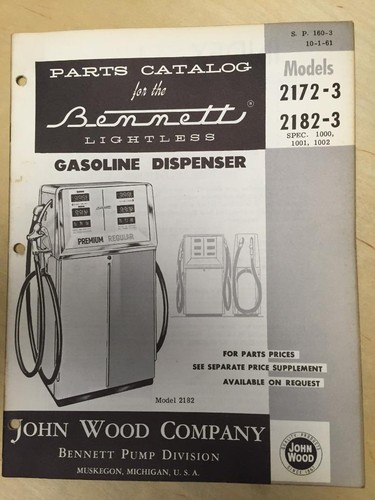 S. P. 160-3
10-1-61
PARTS CATALOG
for the
Bennett ®
LIGHTLESS
GASOLINE DISPENSER
Models
2172-3
2182-3
SPEC. 1000,
1001, 1002
PREMIUM REGULAR
FOR PARTS PRICES
SEE SEPARATE PRICE SUPPLEMENT
AVAILABLE ON REQUEST
Model 2182
JOHN WOOD COMPANY
BENNETT PUMP DIVISION
MUSKEGON, MICHIGAN, U. S. A.
JOHN
WOOD